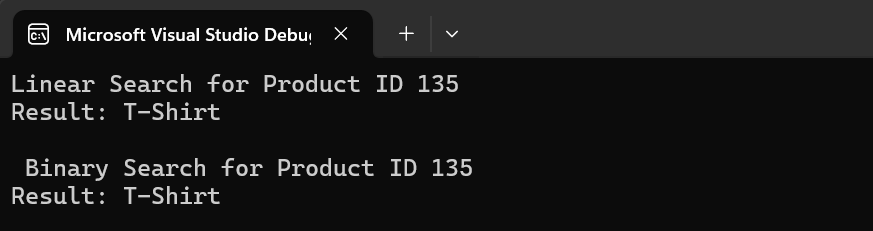 Microsoft Visual Studio Debu
Linear Search for Product ID 135
Result: T-Shirt
Binary Search for Product ID 135
Result: T-Shirt